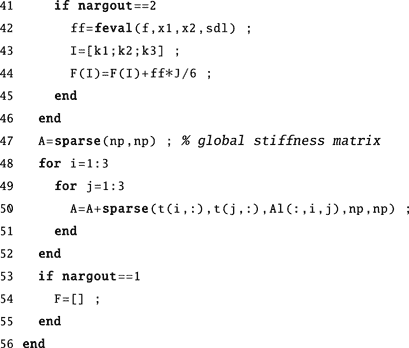 41 if nargout==2
42 ff=feval(f,x1,x2,sdl) ;
43 I=[k1;k2;k3] ;
44 F(I)=F(I)+ff*J/6 ;
45 end
46 end
47 A=sparse(np,np) ; % global stiffness matrix
48 for i=1:3
49 for j=1:3
50 A=A+sparse(t(i,:),t(j,:),Al(:,i,j),np,np) ;
51 end
52 end
53 if nargout==1
54 F=[] ;
55 end
56 end